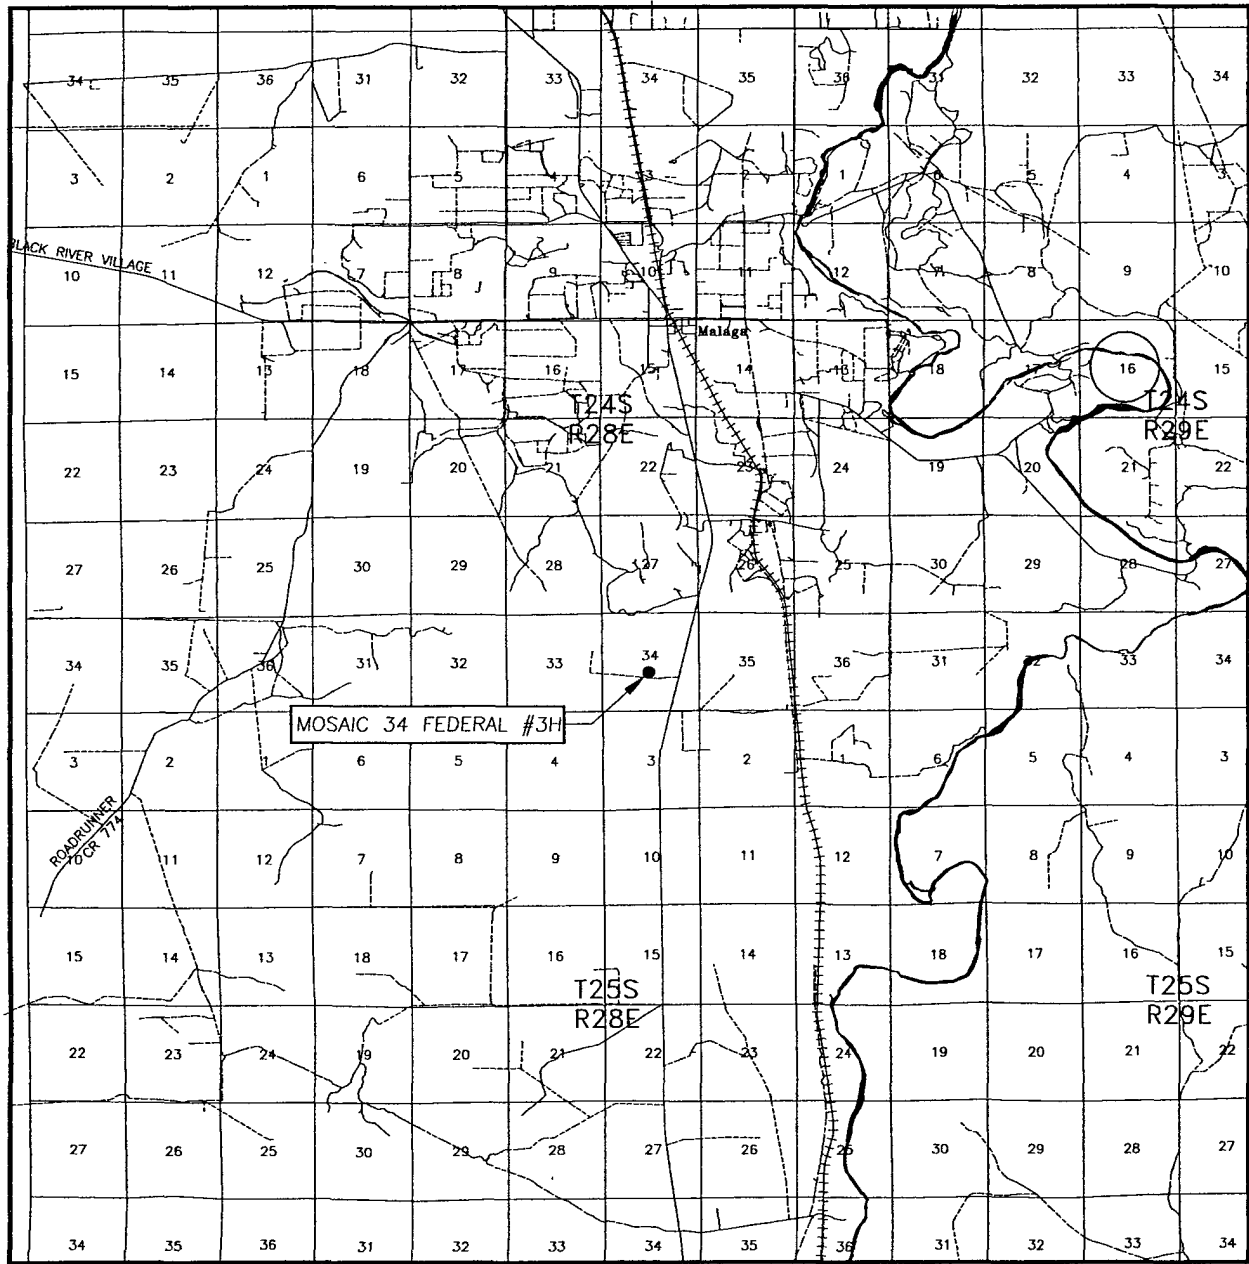 34 35 36 31 32 33 34 35 36 31 32 33 34
3 2 1 6 5 4 3 2 1 6 5 4 3
BLACK RIVER VILLAGE
10 11 12 7 8 9 10 11 12 7 8 9 10
J
Malaga
15 14 13 18 17 16 15 14 13 18 17 16 15
T24S
R28E
T24S
R29E
22 23 24 19 20 21 22 23 24 19 20 21 22
27 26 25 30 29 28 27 26 25 30 29 28 27
34 35 36 31 32 33 34 35 36 31 32 33 34
MOSAIC 34 FEDERAL #3H
3 2 1 6 5 4 3 2 1 6 5 4 3
ROADRUNNER
CR 774
10 11 12 7 8 9 10 11 12 7 8 9 10
15 14 13 18 17 16 15 14 13 18 17 16 15
T25S
R28E
T25S
R29E
22 23 24 19 20 21 22 23 24 19 20 21 22
27 26 25 30 29 28 27 26 25 30 29 28 27
34 35 36 31 32 33 34 35 36 31 32 33 34